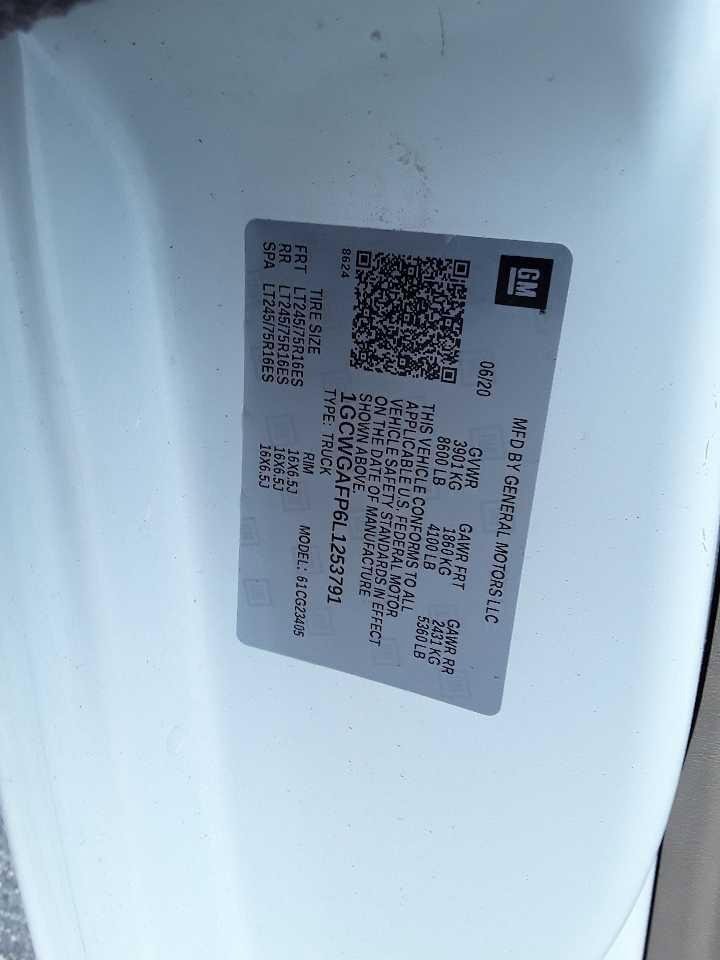 GM
MFD BY GENERAL MOTORS LLC
06/20
GVWR GAWR FRT GAWR RR
3901 KG 1860 KG 2431 KG
8600 LB 4100 LB 5360 LB
THIS VEHICLE CONFORMS TO ALL
APPLICABLE U.S. FEDERAL MOTOR
VEHICLE SAFETY STANDARDS IN EFFECT
ON THE DATE OF MANUFACTURE
SHOWN ABOVE.
1GCWGAFP6L1253791
8624
TYPE: TRUCK
MODEL: 61CG23405
TIRE SIZE RIM
FRT LT245/75R16ES 16X6.5J
RR LT245/75R16ES 16X6.5J
SPA LT245/75R16ES 16X6.5J